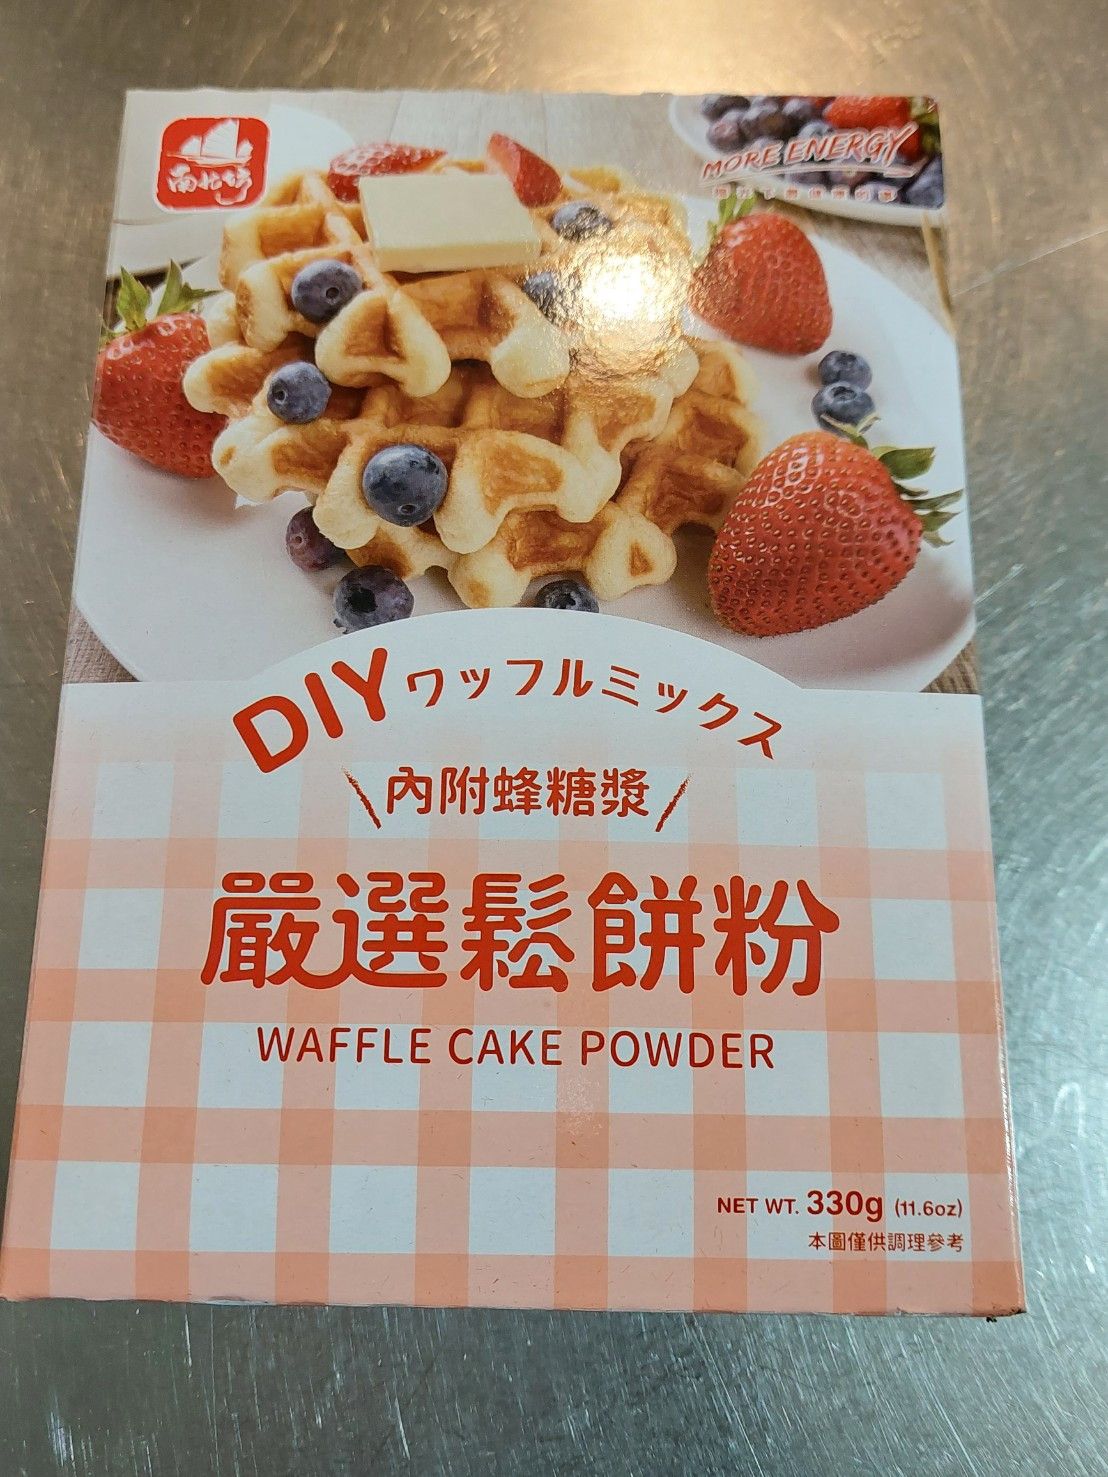 南北坊
MORE ENERGY
DIY ワッフルミックス
內附蜂糖漿
嚴選鬆餅粉
WAFFLE CAKE POWDER
NET WT. 330g (11.6oz)
本圖僅供調理參考